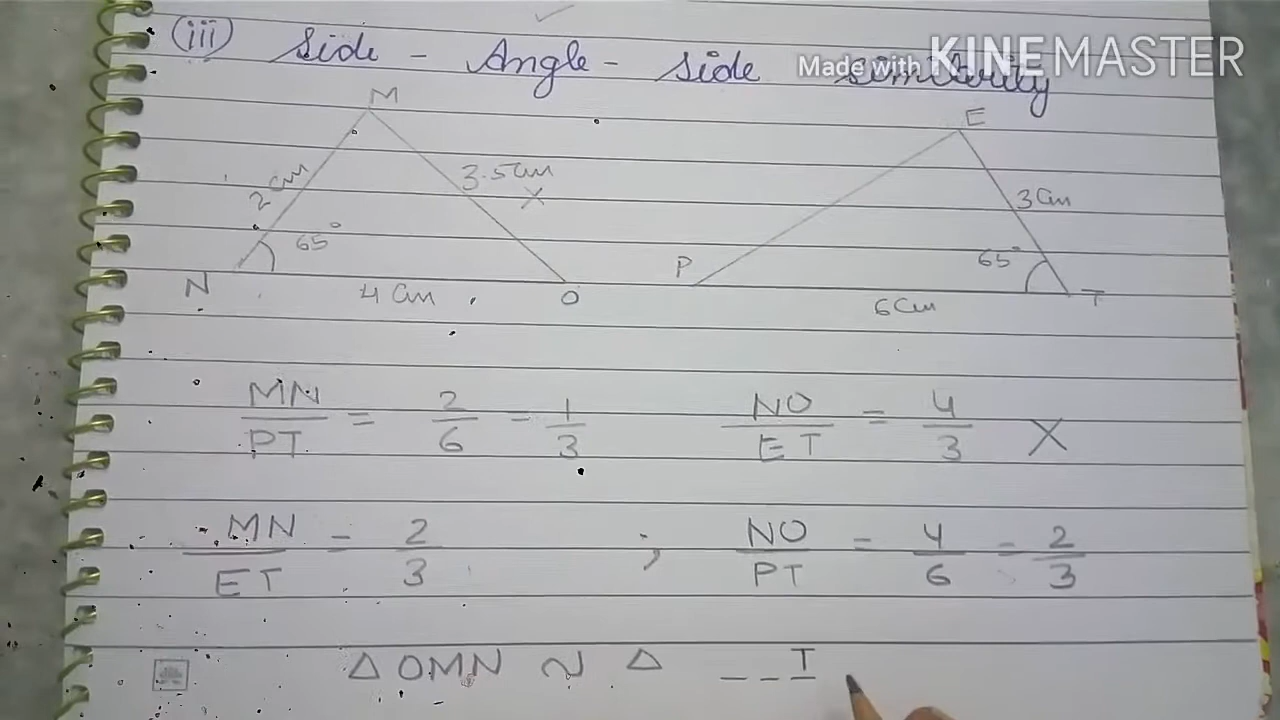 (iii) Side - Angle - Side Similarity
Made with KINEMASTER
M
E
2 cm
3.5 cm
X
3 cm
65°
65°
N
4 cm
O
P
6 cm
T
MN/PT = 2/6 = 1/3
NO/ET = 4/3 X
MN/ET = 2/3 ; NO/PT = 4/6 = 2/3
Δ OMN ~ Δ _ _ T